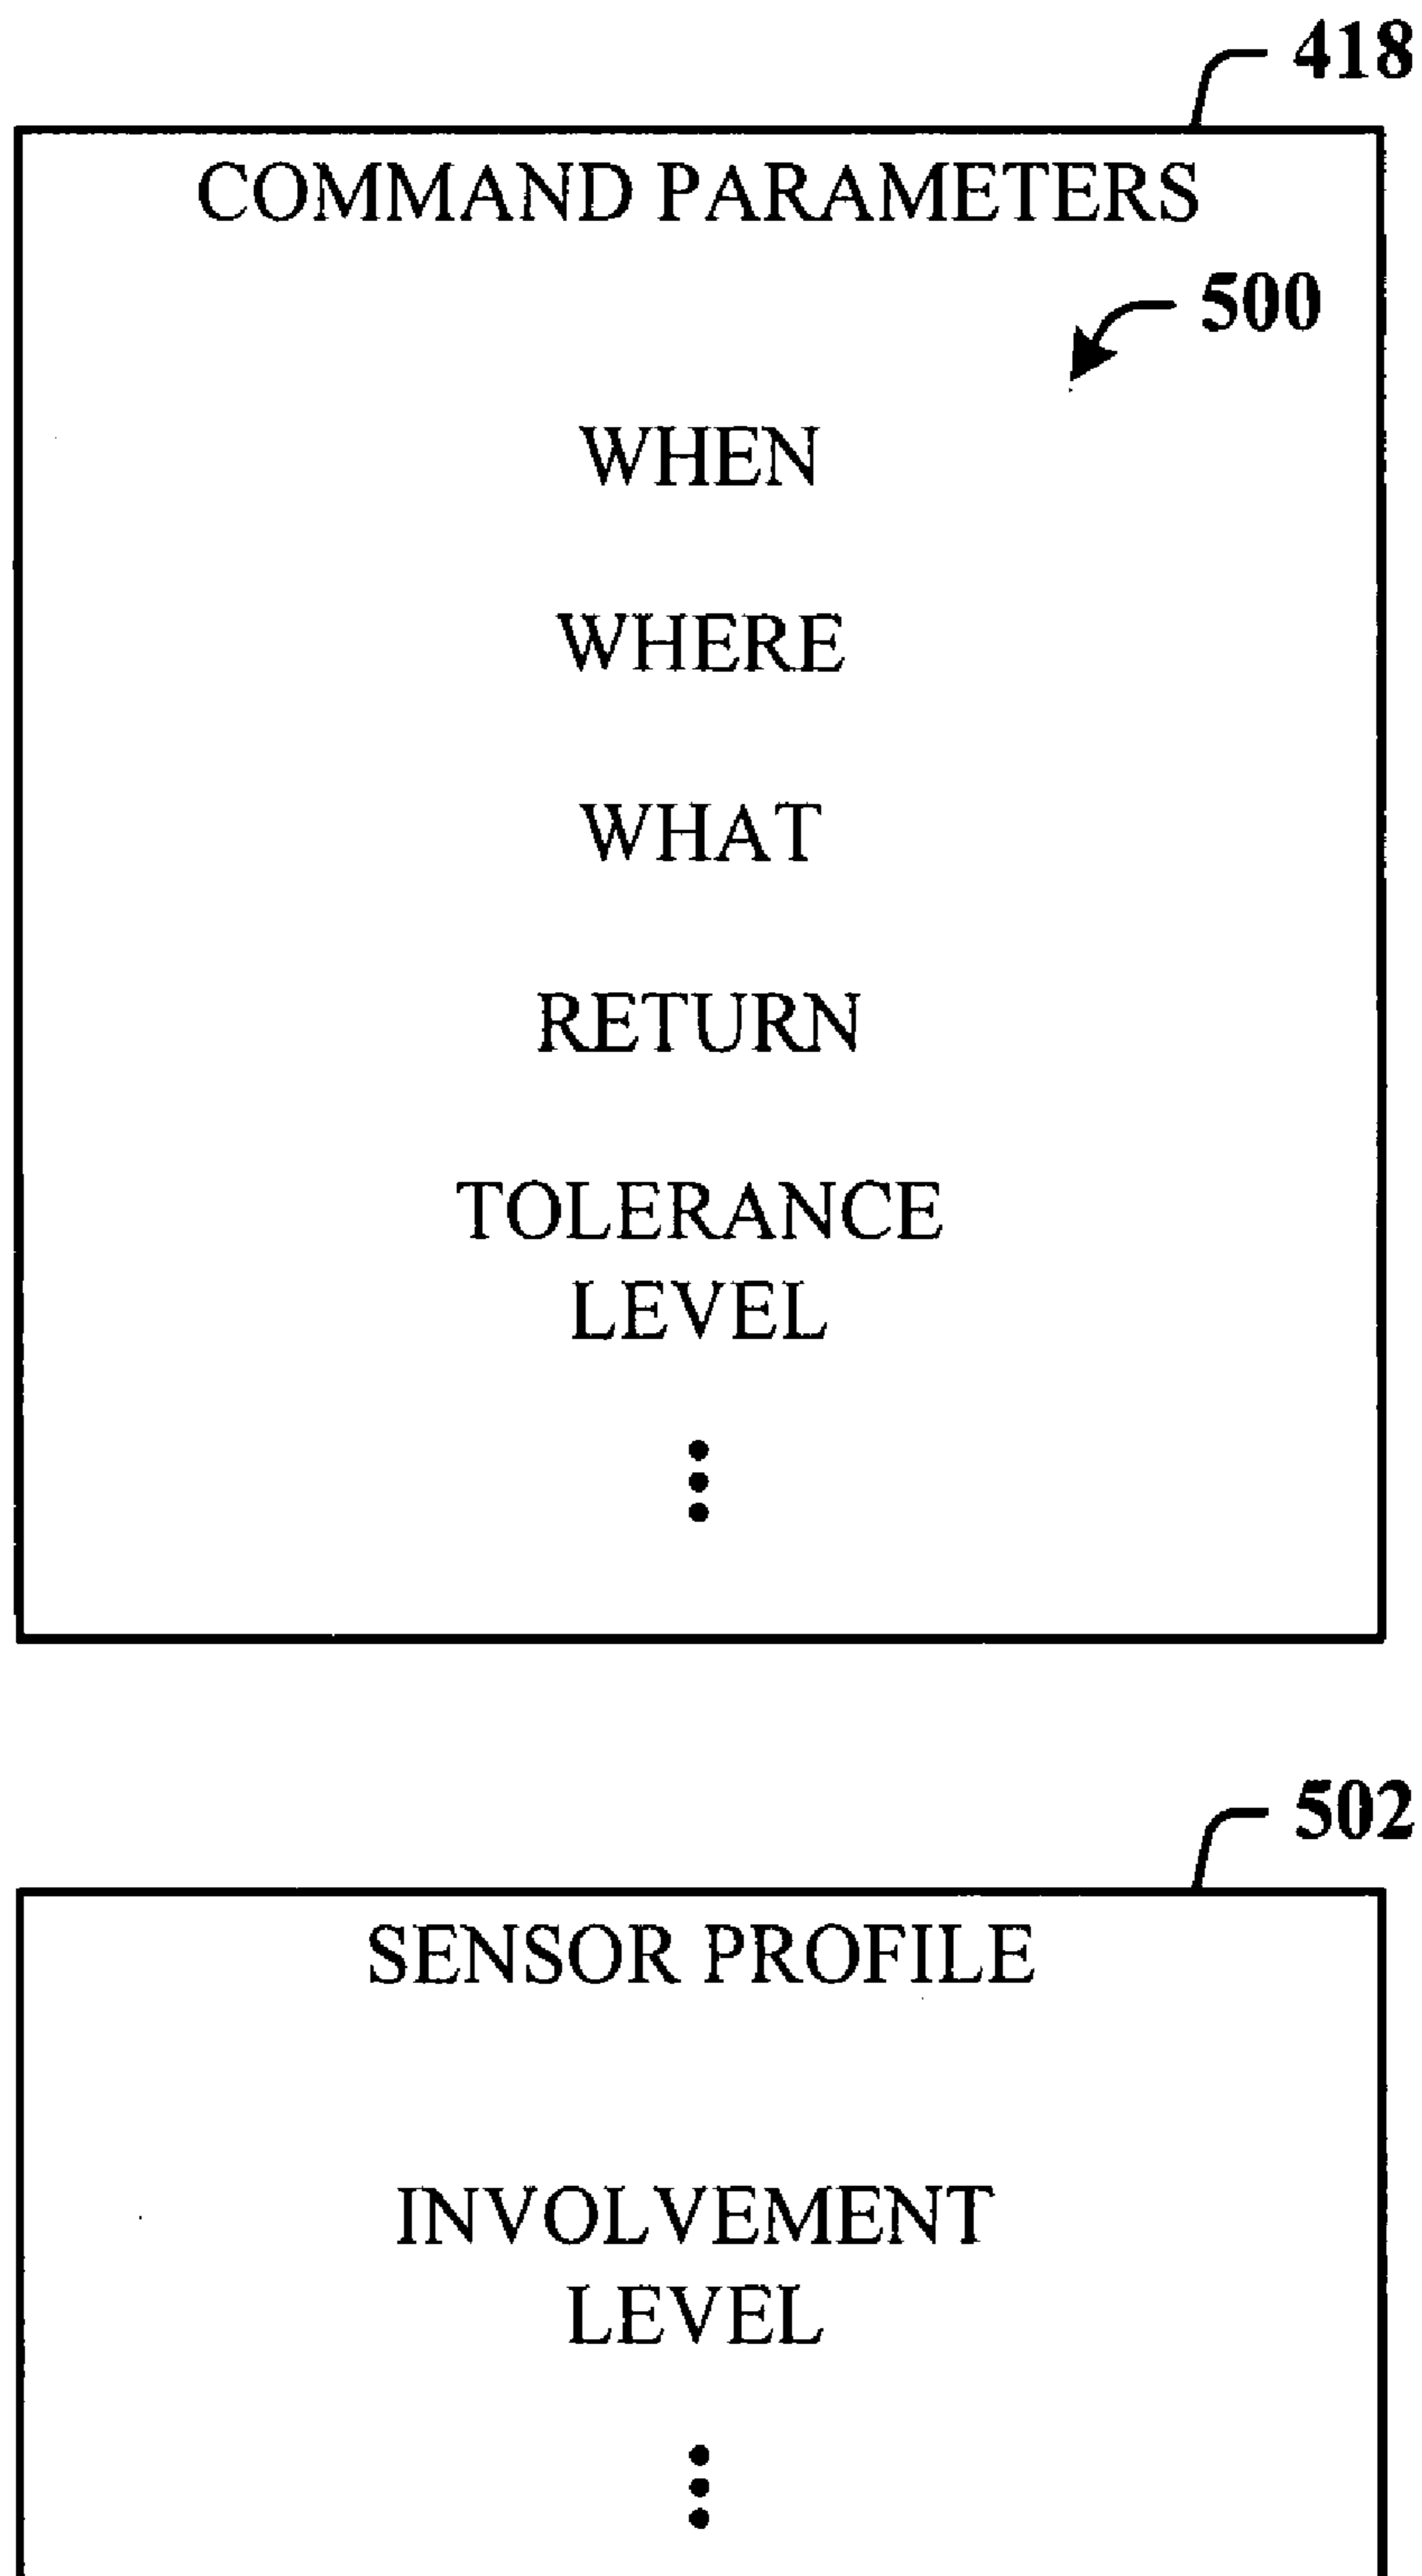 418
COMMAND PARAMETERS
500
WHEN
WHERE
WHAT
RETURN
TOLERANCE
LEVEL
502
SENSOR PROFILE
INVOLVEMENT
LEVEL